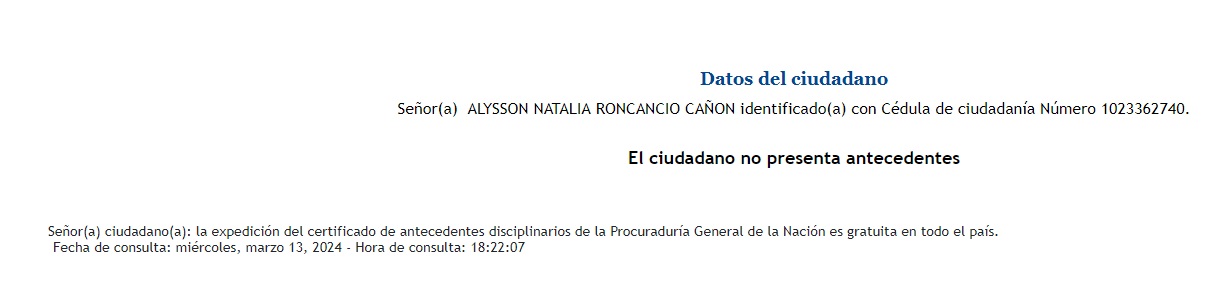 Datos del ciudadano
Señor(a) ALYSSON NATALIA RONCANCIO CAÑON identificado(a) con Cédula de ciudadanía Número 1023362740.
El ciudadano no presenta antecedentes
Señor(a) ciudadano(a): la expedición del certificado de antecedentes disciplinarios de la Procuraduría General de la Nación es gratuita en todo el país.
Fecha de consulta: miércoles, marzo 13, 2024 - Hora de consulta: 18:22:07